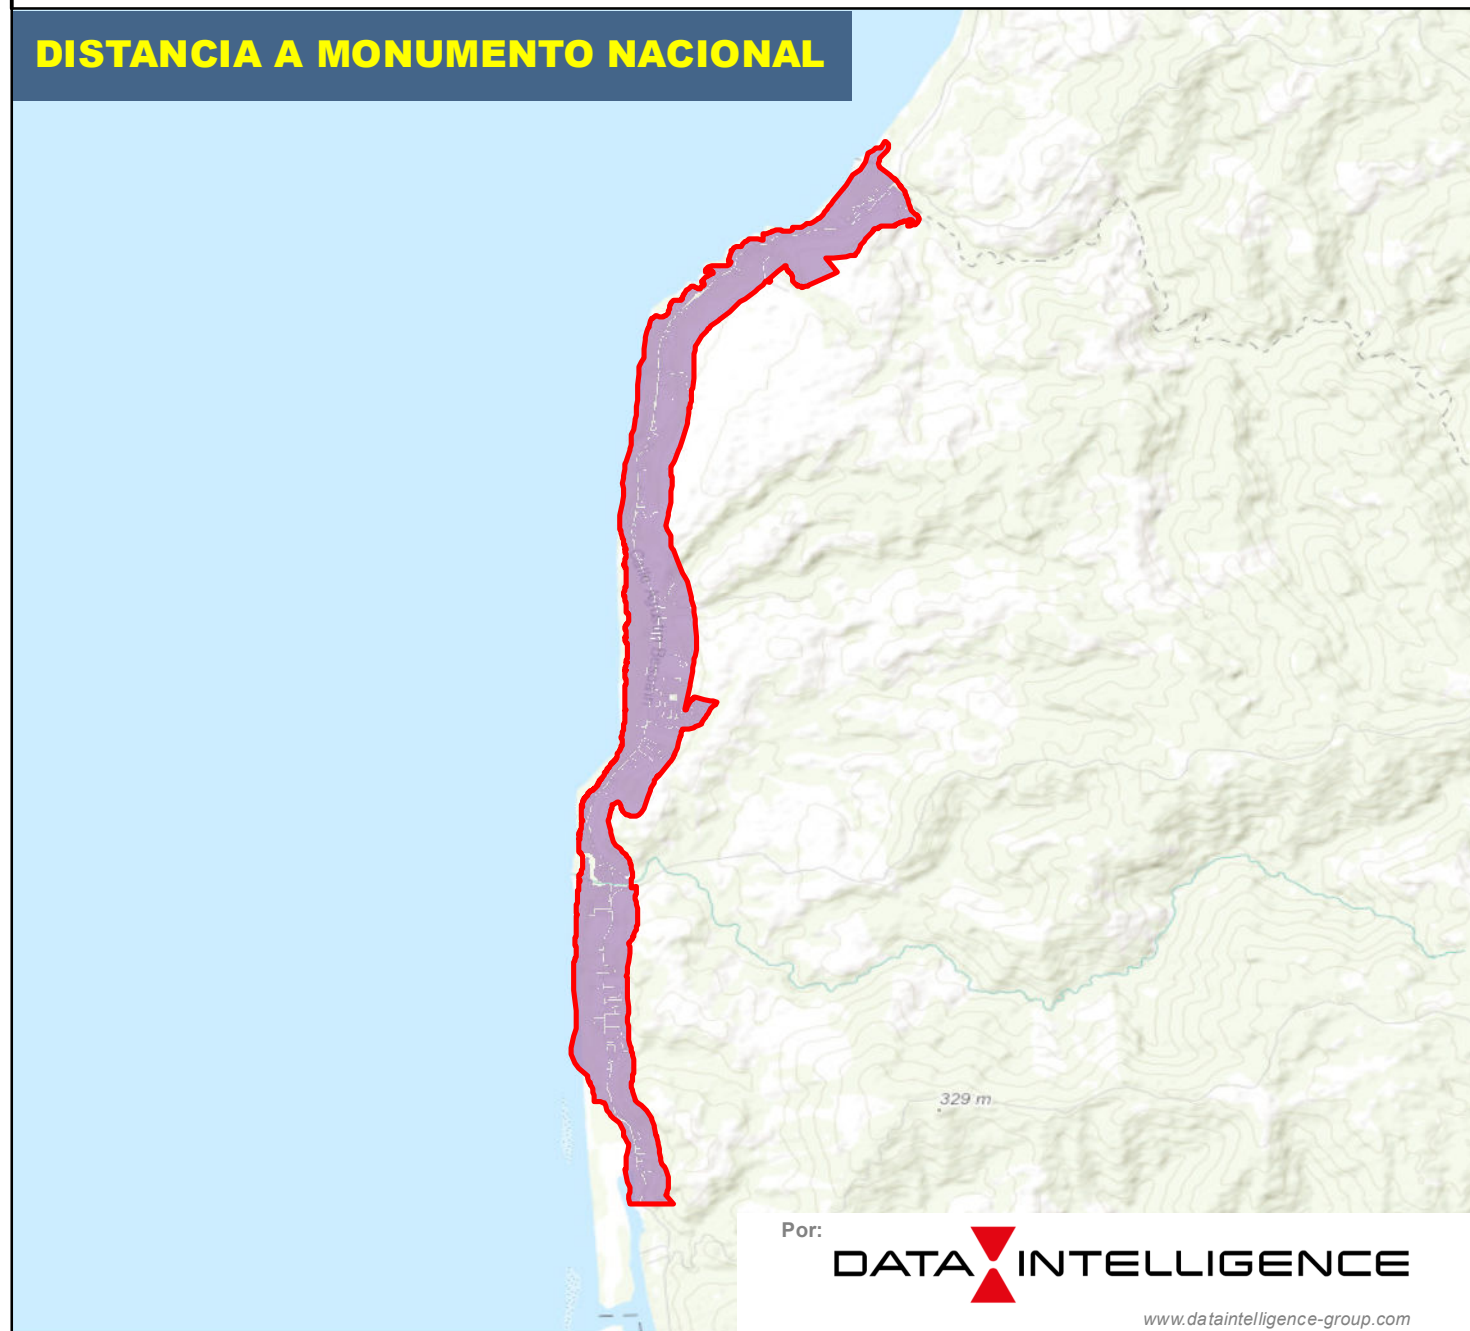 DISTANCIA A MONUMENTO NACIONAL
329 m
Por:
DATA INTELLIGENCE
www.dataintelligence-group.com